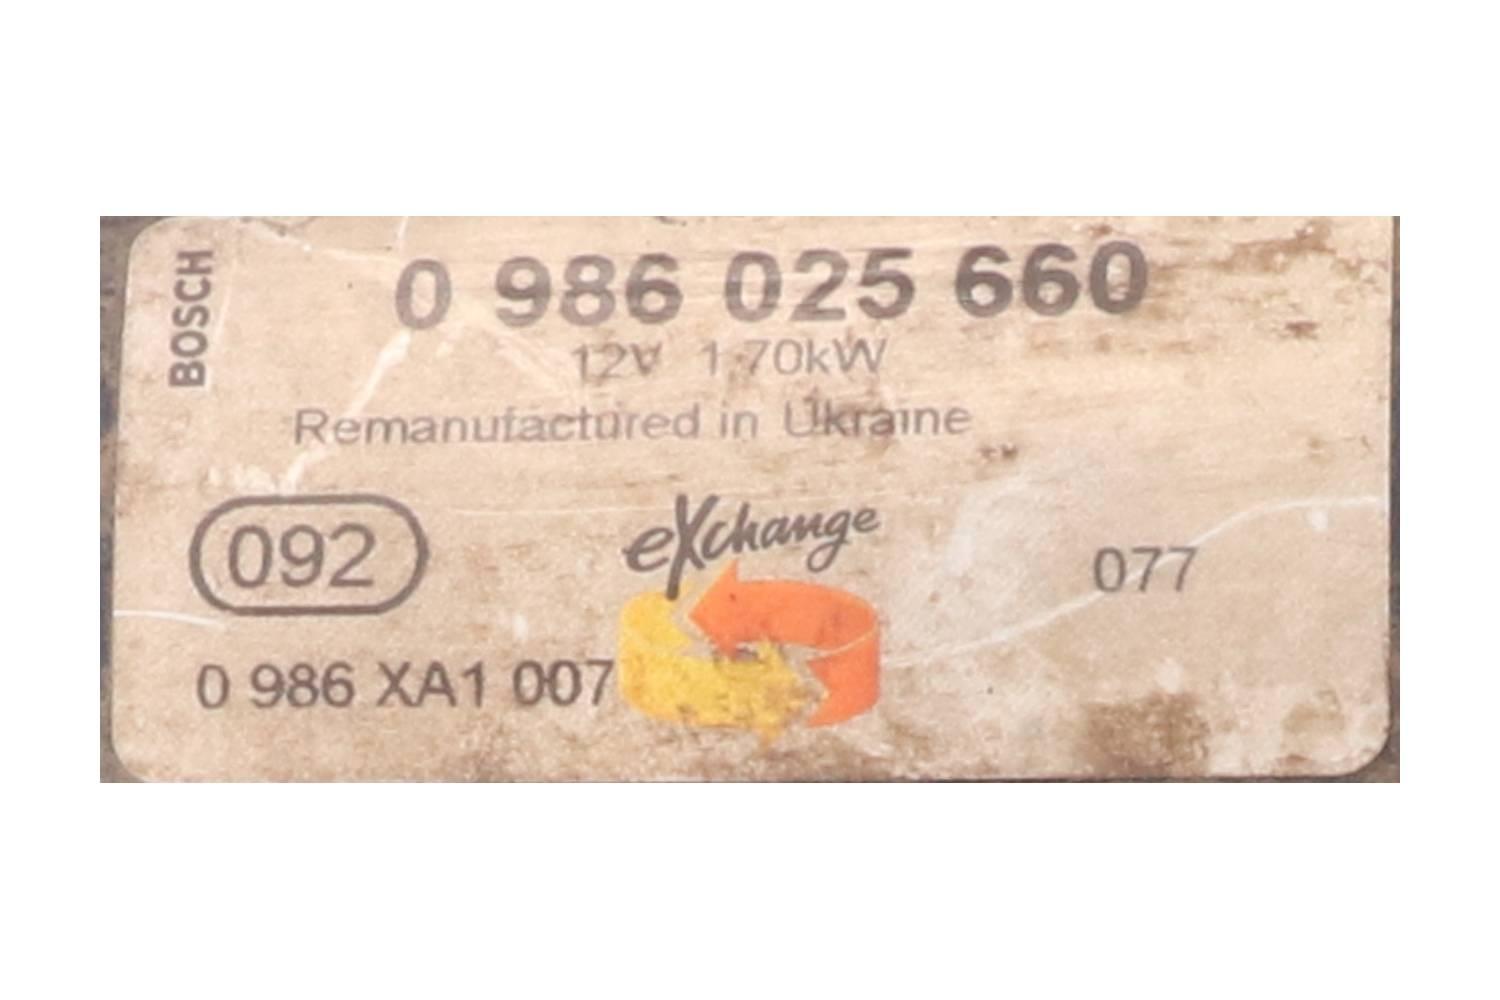 BOSCH
0 986 025 660
12V 1,70kW
Remanufactured in Ukraine
eXchange
092
077
0 986 XA1 007